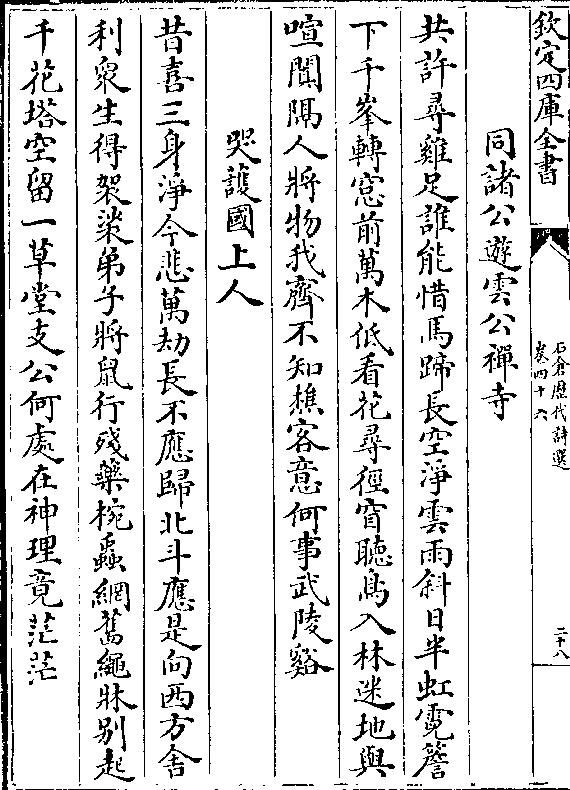 欽定四庫全書
石倉歴代詩選
卷四十六
二十八
同諸公遊雲公禪寺
共許尋雞足誰能惜馬蹄長空淨雲雨斜日半虹霓簷
下千峯轉窓前萬木低看花尋徑窅聽鳥入林迷地與
喧聞隔人將物我齊不知樵客意何事武陵谿
哭護國上人
昔喜三身淨今悲萬劫長不應歸北斗應是向西方舍
利衆生得袈裟弟子將鼠行殘藥椀蟲網舊繩牀别起
千花塔空留一草堂支公何處在神理竟茫茫